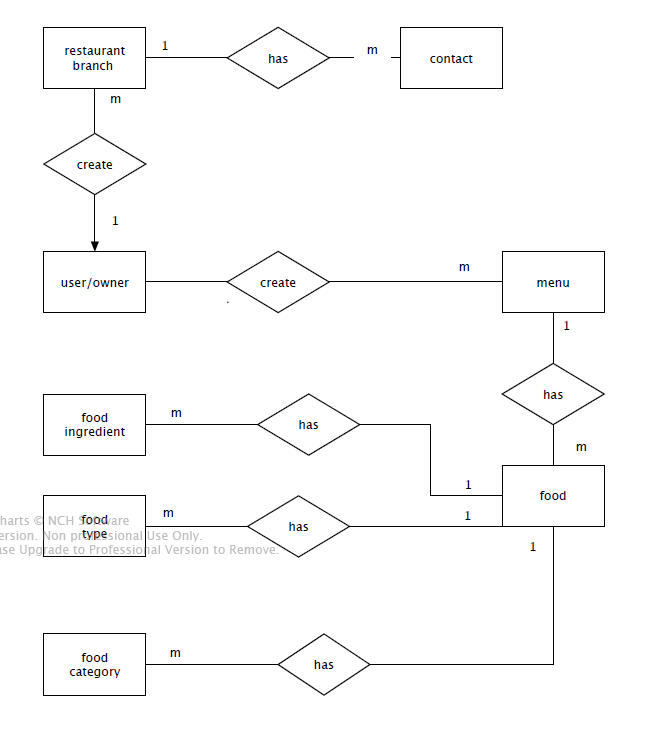 restaurant
branch
1
has
m
contact
m
create
1
user/owner
create
m
menu
1
has
m
food
ingredient
m
has
1
food
food
type
m
has
1
harts © NCH Software
ersion. Non professional Use Only.
ase Upgrade to Professional Version to Remove.
1
food
category
m
has